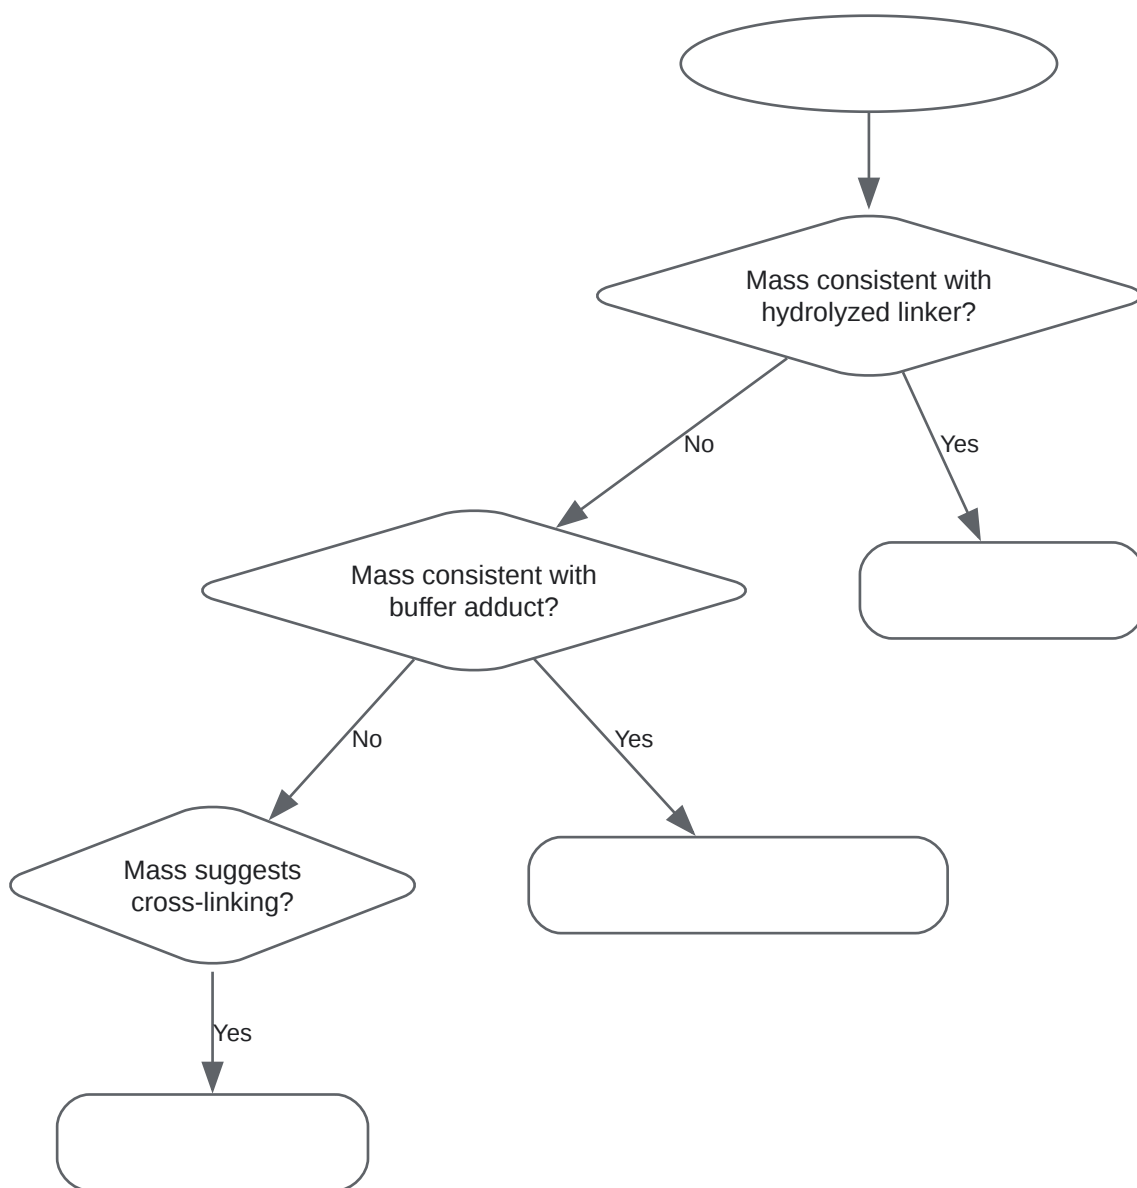 Mass consistent with
hydrolyzed linker?
No
Yes
Mass consistent with
buffer adduct?
No
Yes
Mass suggests
cross-linking?
Yes